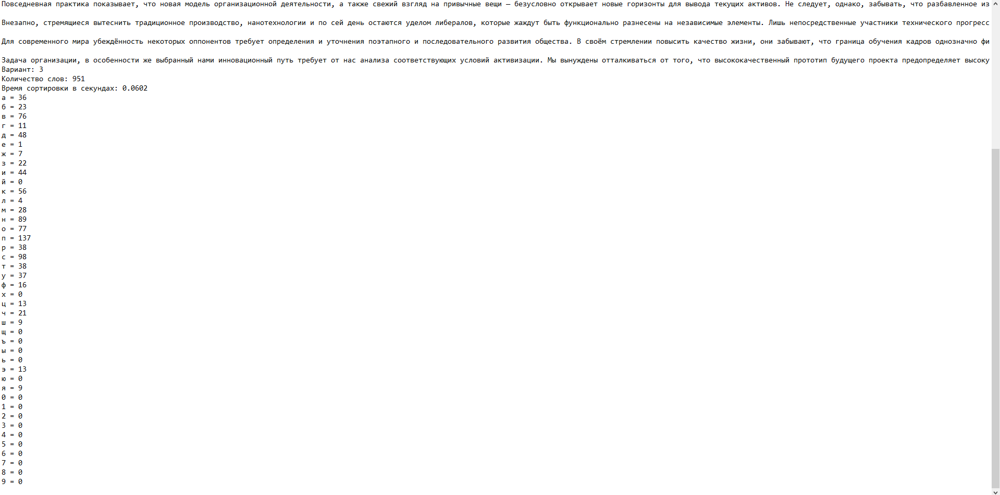 Повседневная практика показывает, что новая модель организационной деятельности, а также свежий взгляд на привычные вещи — безусловно открывает новые горизонты для вывода текущих активов. Не следует, однако, забывать, что разбавленное из
Внезапно, стремящиеся вытеснить традиционное производство, нанотехнологии и по сей день остаются уделом либералов, которые жаждут быть функционально разнесены на независимые элементы. Лишь непосредственные участники технического прогресс
Для современного мира убеждённость некоторых оппонентов требует определения и уточнения поэтапного и последовательного развития общества. В своём стремлении повысить качество жизни, они забывают, что граница обучения кадров однозначно фи
Задача организации, в особенности же выбранный нами инновационный путь требует от нас анализа соответствующих условий активизации. Мы вынуждены отталкиваться от того, что высококачественный прототип будущего проекта предопределяет высоку
Вариант: 3
Количество слов: 951
Время сортировки в секундах: 0.0602
а = 36
б = 23
в = 76
г = 11
д = 48
е = 1
ж = 7
з = 22
и = 44
й = 0
к = 56
л = 4
м = 28
н = 89
о = 77
п = 137
р = 38
с = 98
т = 38
у = 37
ф = 16
х = 0
ц = 13
ч = 21
ш = 9
щ = 0
ъ = 0
ы = 0
ь = 0
э = 13
ю = 0
я = 9
0 = 0
1 = 0
2 = 0
3 = 0
4 = 0
5 = 0
6 = 0
7 = 0
8 = 0
9 = 0